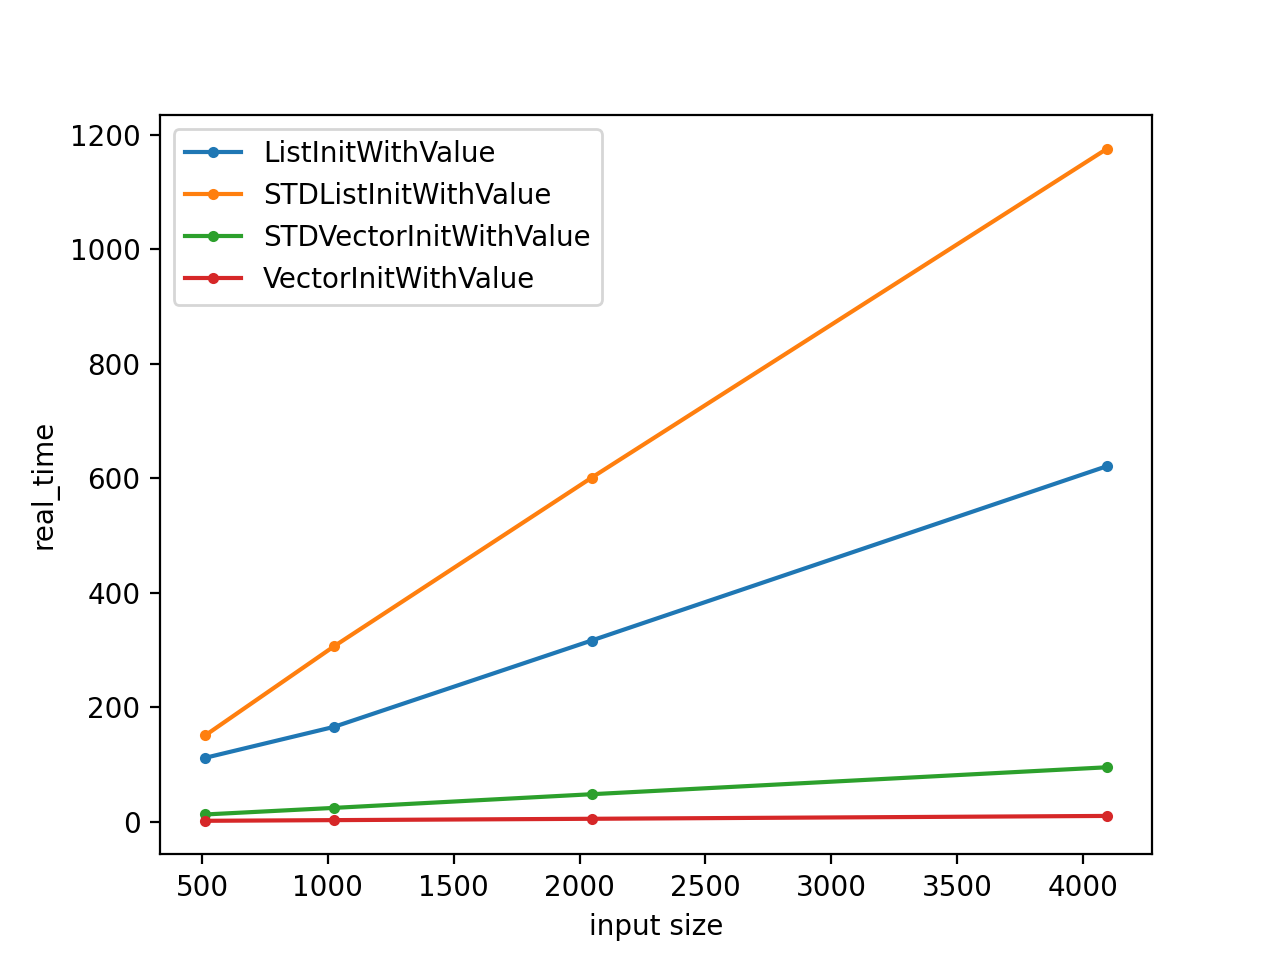 ListInitWithValue
STDListInitWithValue
STDVectorInitWithValue
VectorInitWithValue
1200
1000
800
600
400
200
0
real_time
500 1000 1500 2000 2500 3000 3500 4000
input size